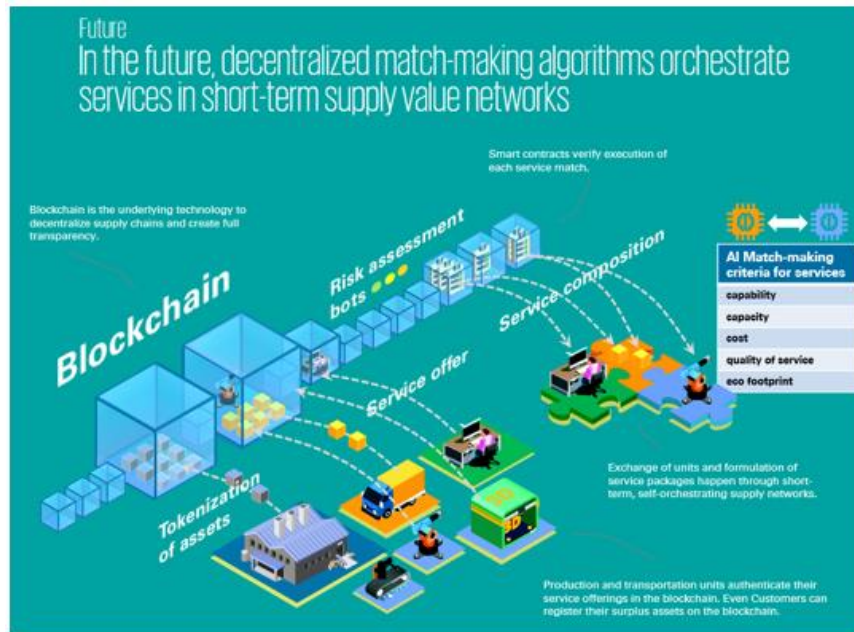 Future
In the future, decentralized match-making algorithms orchestrate
services in short-term supply value networks
Smart contracts verify execution of
each service match.
Blockchain is the underlying technology to
decentralize supply chains and create full
transparency.
Blockchain
Risk assessment
bots
Service composition
AI Match-making
criteria for services
capability
capacity
cost
quality of service
eco footprint
Service offer
Tokenization
of assets
3D
3D
Exchange of units and formulation of
service packages happen through short-
term, self-orchestrating supply networks.
Production and transportation units authenticate their
service offerings in the blockchain. Even Customers can
register their surplus assets on the blockchain.